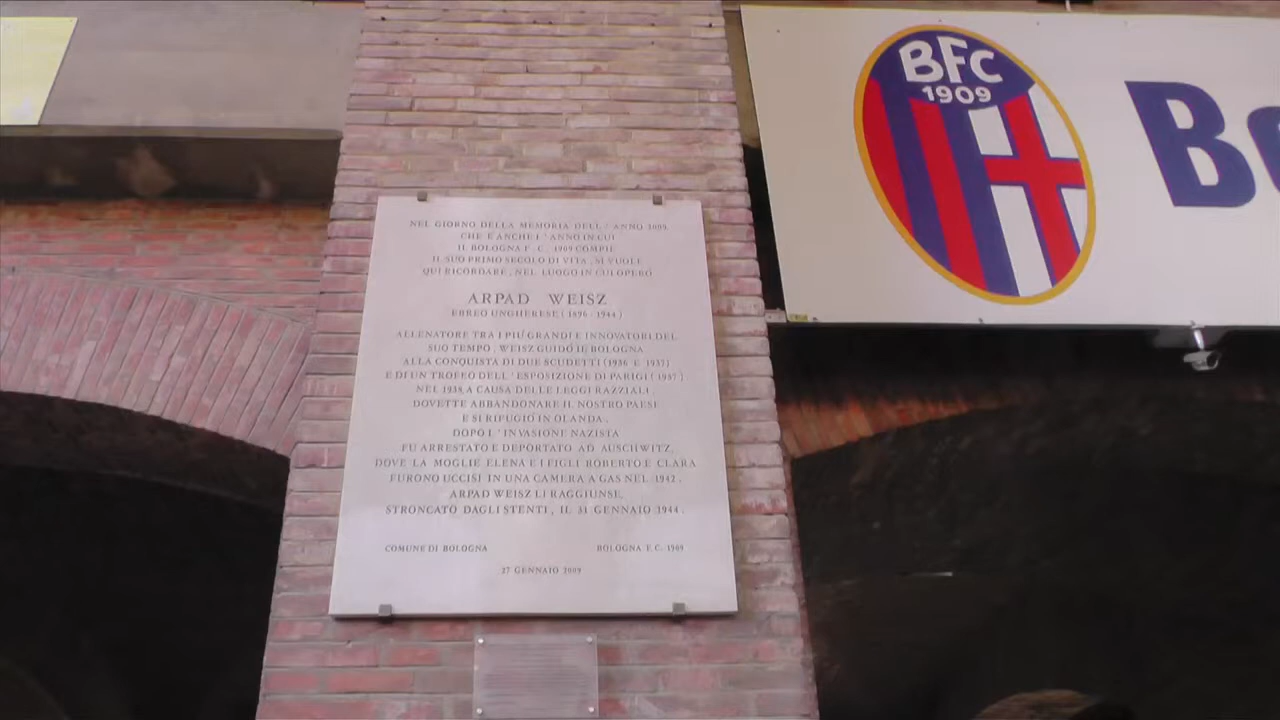 NEL GIORNO DELLA MEMORIA DELL'ANNO 2009,
CHE È ANCHE L'ANNO IN CUI
IL BOLOGNA F.C. 1909 COMPIE
IL SUO PRIMO SECOLO DI VITA, SI VUOLE
QUI RICORDARE, NEL LUOGO IN CUI OPERÒ
ARPAD WEISZ
EBREO UNGHERESE (1896-1944)
ALLENATORE TRA I PIÙ GRANDI E INNOVATORI DEL
SUO TEMPO, WEISZ GUIDÒ IL BOLOGNA
ALLA CONQUISTA DI DUE SCUDETTI (1936 E 1937)
E DI UN TROFEO DELL'ESPOSIZIONE DI PARIGI (1937).
NEL 1938, A CAUSA DELLE LEGGI RAZZIALI,
DOVETTE ABBANDONARE IL NOSTRO PAESE
E SI RIFUGIÒ IN OLANDA.
DOPO L'INVASIONE NAZISTA
FU ARRESTATO E DEPORTATO AD AUSCHWITZ,
DOVE LA MOGLIE ELENA E I FIGLI ROBERTO E CLARA
FURONO UCCISI IN UNA CAMERA A GAS NEL 1942.
ARPAD WEISZ LI RAGGIUNSE,
STRONCATO DAGLI STENTI, IL 31 GENNAIO 1944.
COMUNE DI BOLOGNA
BOLOGNA F.C. 1909
27 GENNAIO 2009
BFC
1909